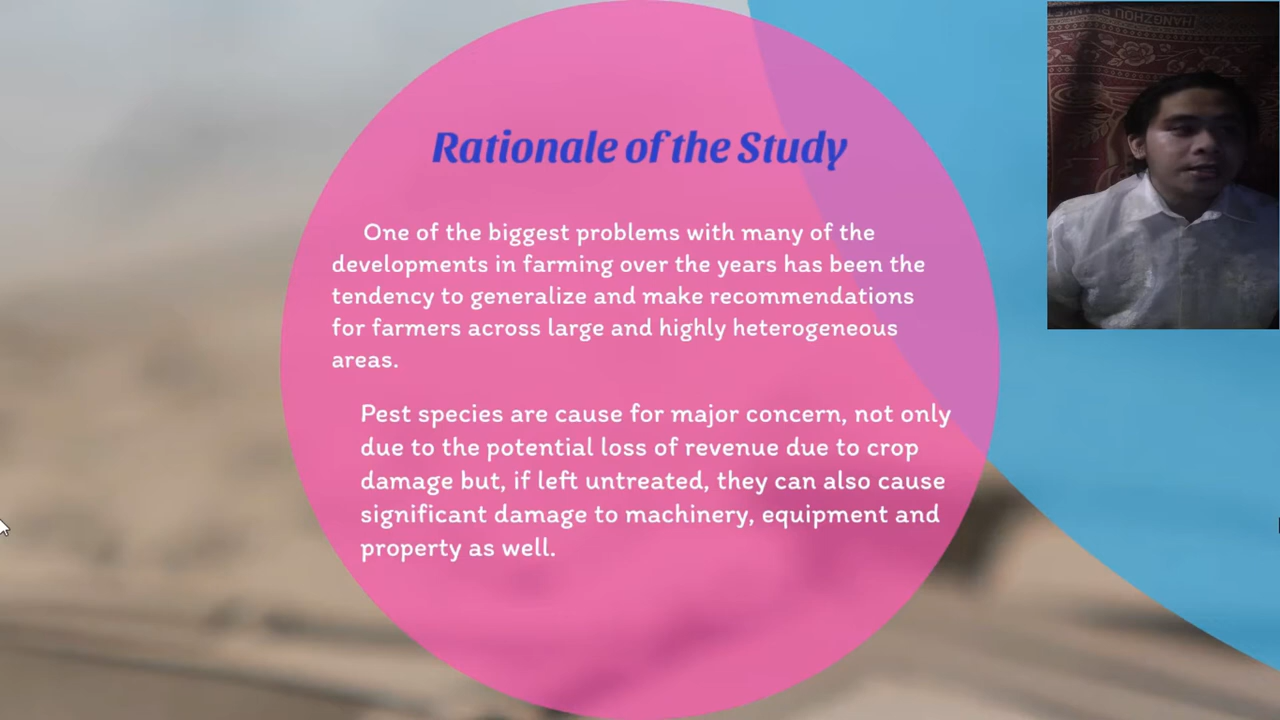 Rationale of the Study
One of the biggest problems with many of the
developments in farming over the years has been the
tendency to generalize and make recommendations
for farmers across large and highly heterogeneous
areas.
Pest species are cause for major concern, not only
due to the potential loss of revenue due to crop
damage but, if left untreated, they can also cause
significant damage to machinery, equipment and
property as well.